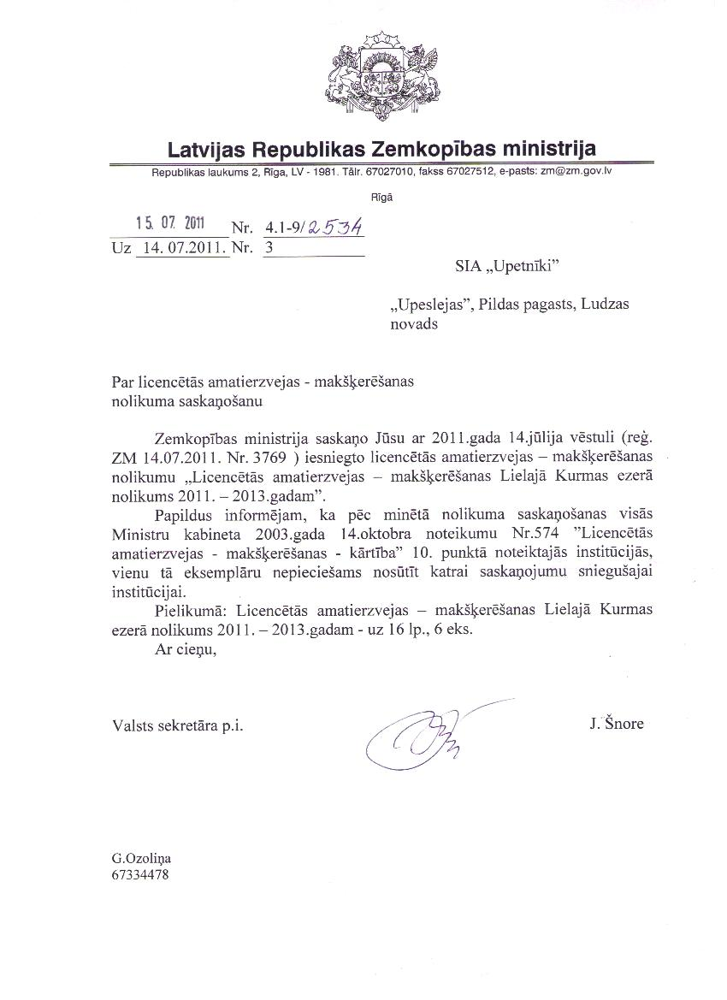 Latvijas Republikas Zemkopības ministrija
Republikas laukums 2, Rīga, LV - 1981. Tālr. 67027010, fakss 67027512, e-pasts: zm@zm.gov.lv
Rīgā
15. 07. 2011 Nr. 4.1-9/2534
Uz 14. 07.2011. Nr. 3
SIA „Upetnīki”
„Upeslejas”, Pildas pagasts, Ludzas
novads
Par licencētās amatierzvejas - makšķerēšanas
nolikuma saskaņošanu
Zemkopības ministrija saskaņo Jūsu ar 2011.gada 14.jūlija vēstuli (reģ.
ZM 14.07.2011. Nr. 3769 ) iesniegto licencētās amatierzvejas – makšķerēšanas
nolikumu „Licencētās amatierzvejas – makšķerēšanas Lielajā Kurmas ezerā
nolikums 2011. – 2013.gadam”.
Papildus informējam, ka pēc minētā nolikuma saskaņošanas visās
Ministru kabineta 2003.gada 14.oktobra noteikumu Nr.574 ”Licencētās
amatierzvejas - makšķerēšanas - kārtība” 10. punktā noteiktajās institūcijās,
vienu tā eksemplāru nepieciešams nosūtīt katrai saskaņojumu sniegušajai
institūcijai.
Pielikumā: Licencētās amatierzvejas – makšķerēšanas Lielajā Kurmas
ezerā nolikums 2011. – 2013.gadam - uz 16 lp., 6 eks.
Ar cieņu,
Valsts sekretāra p.i. J. Šnore
G.Ozoliņa
67334478